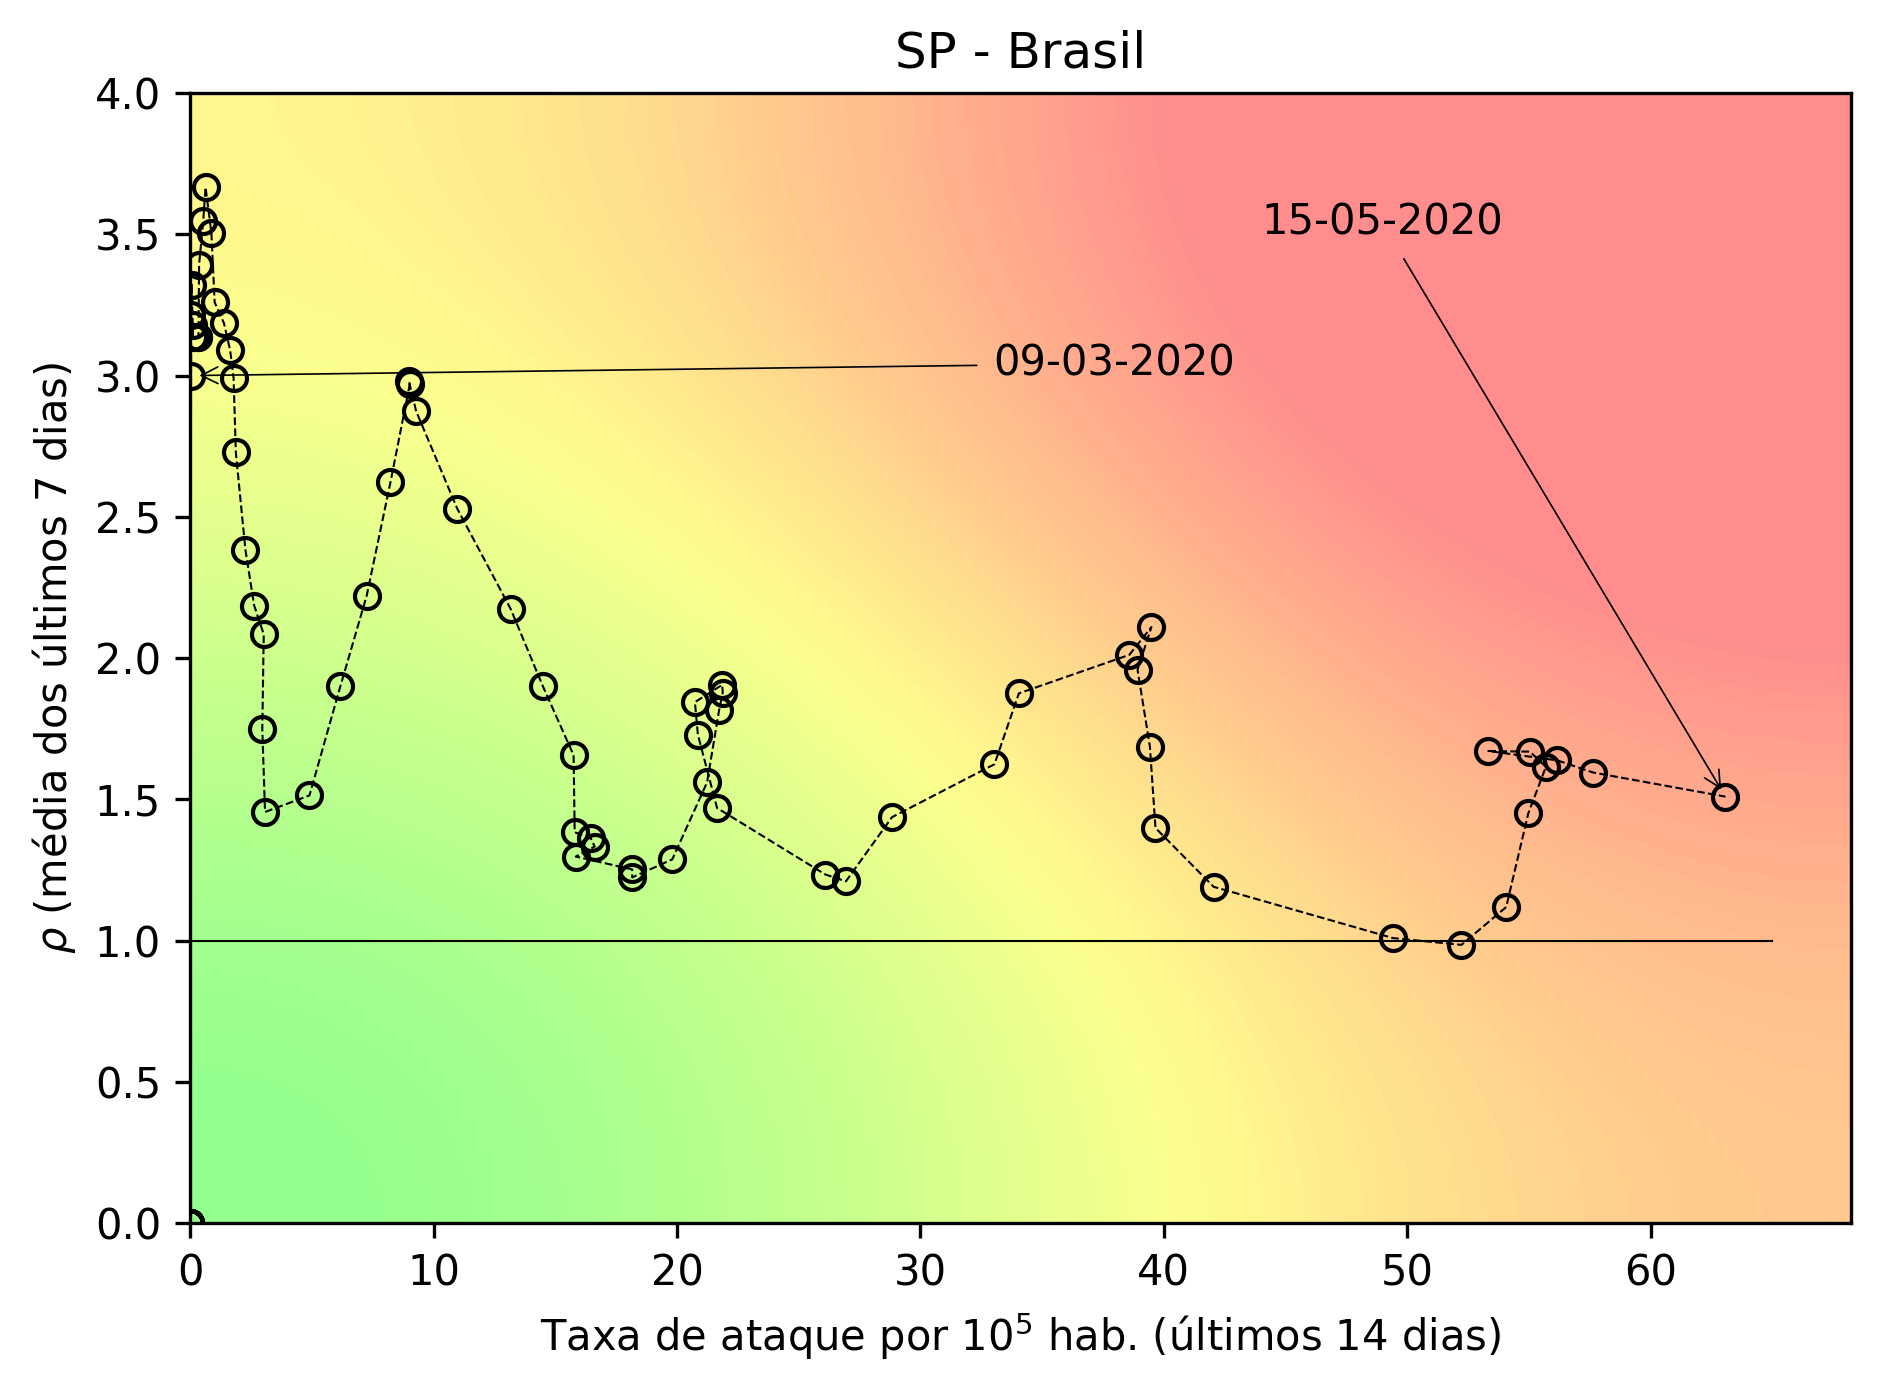 SP - Brasil
4.0
3.5
3.0
2.5
2.0
1.5
1.0
0.5
0.0
ρ (média dos últimos 7 dias)
15-05-2020
09-03-2020
0 10 20 30 40 50 60
Taxa de ataque por 10⁵ hab. (últimos 14 dias)